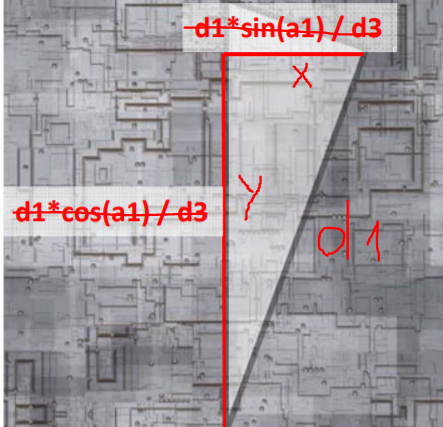 d1*sin(a1) / d3
x
y
d1*cos(a1) / d3
d1